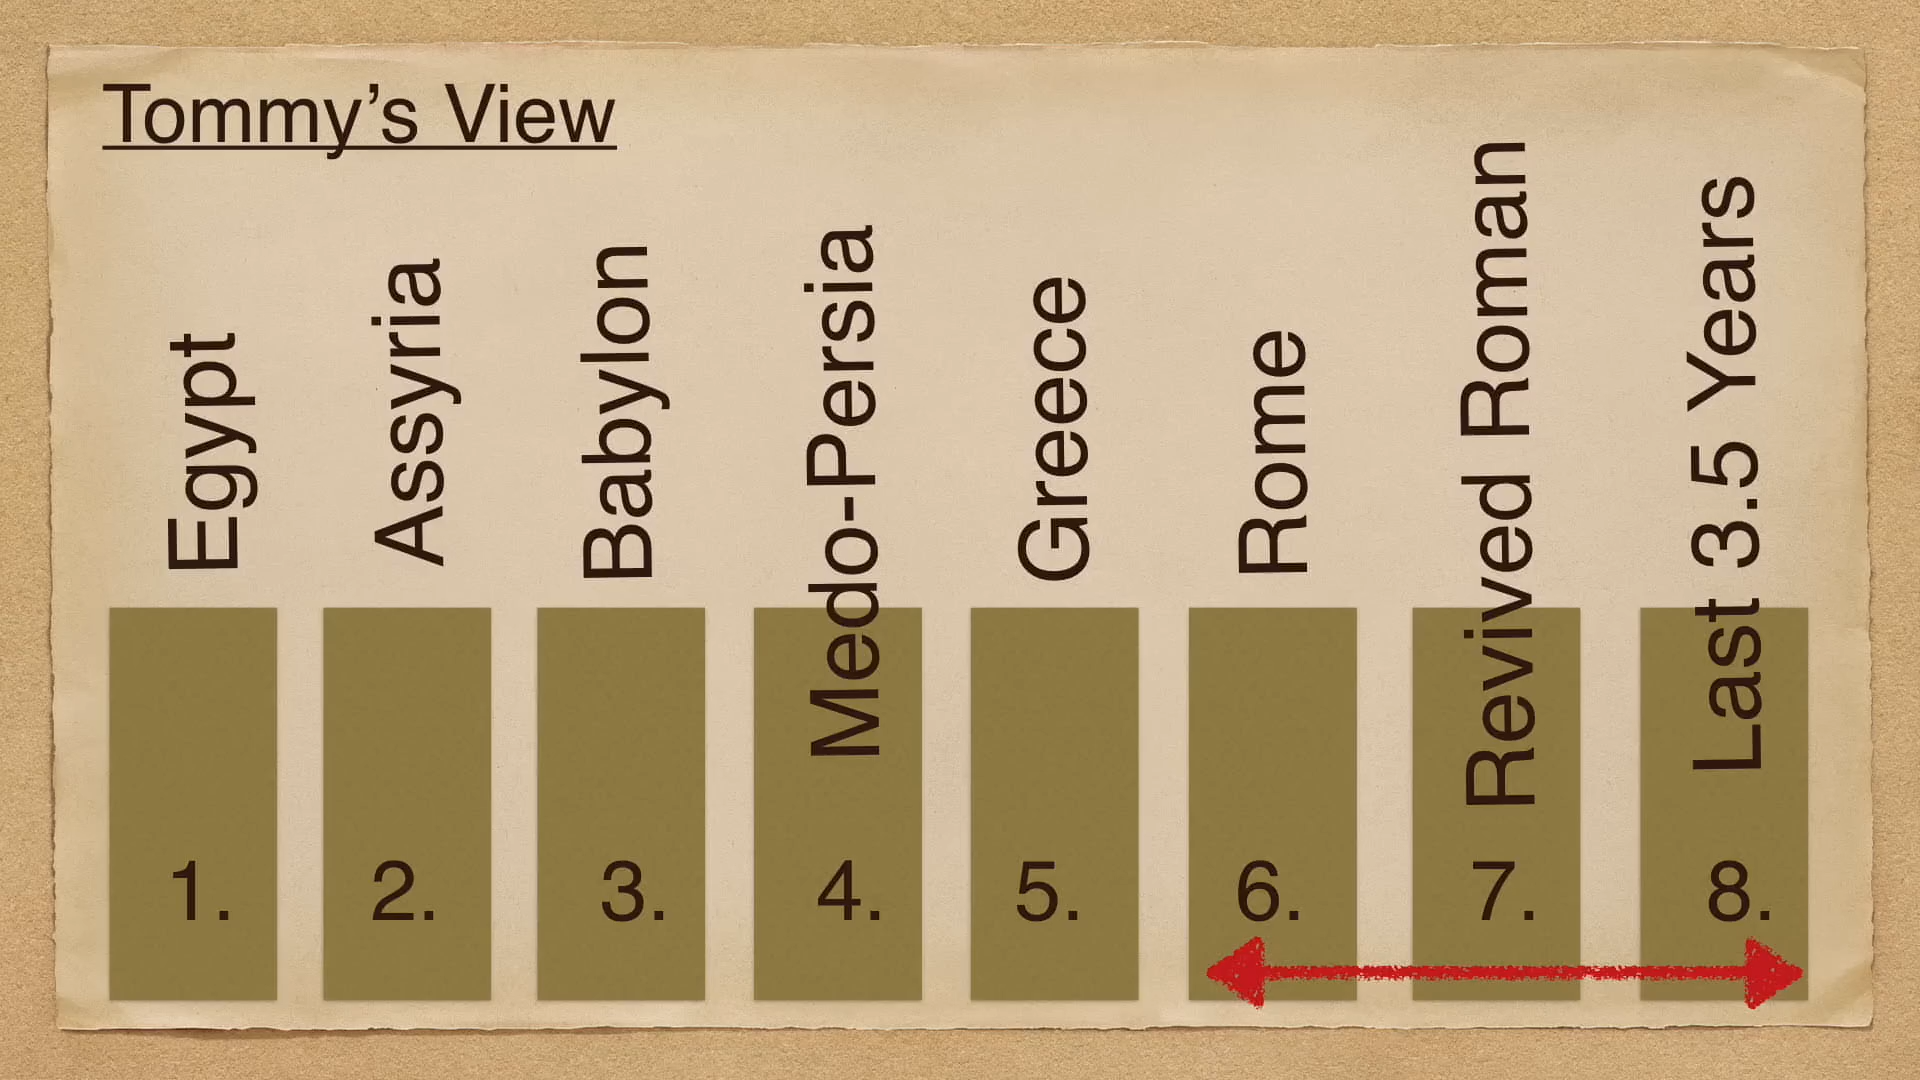 Tommy’s View
Egypt
Assyria
Babylon
Medo-Persia
Greece
Rome
Revived Roman
Last 3.5 Years
1.
2.
3.
4.
5.
6.
7.
8.